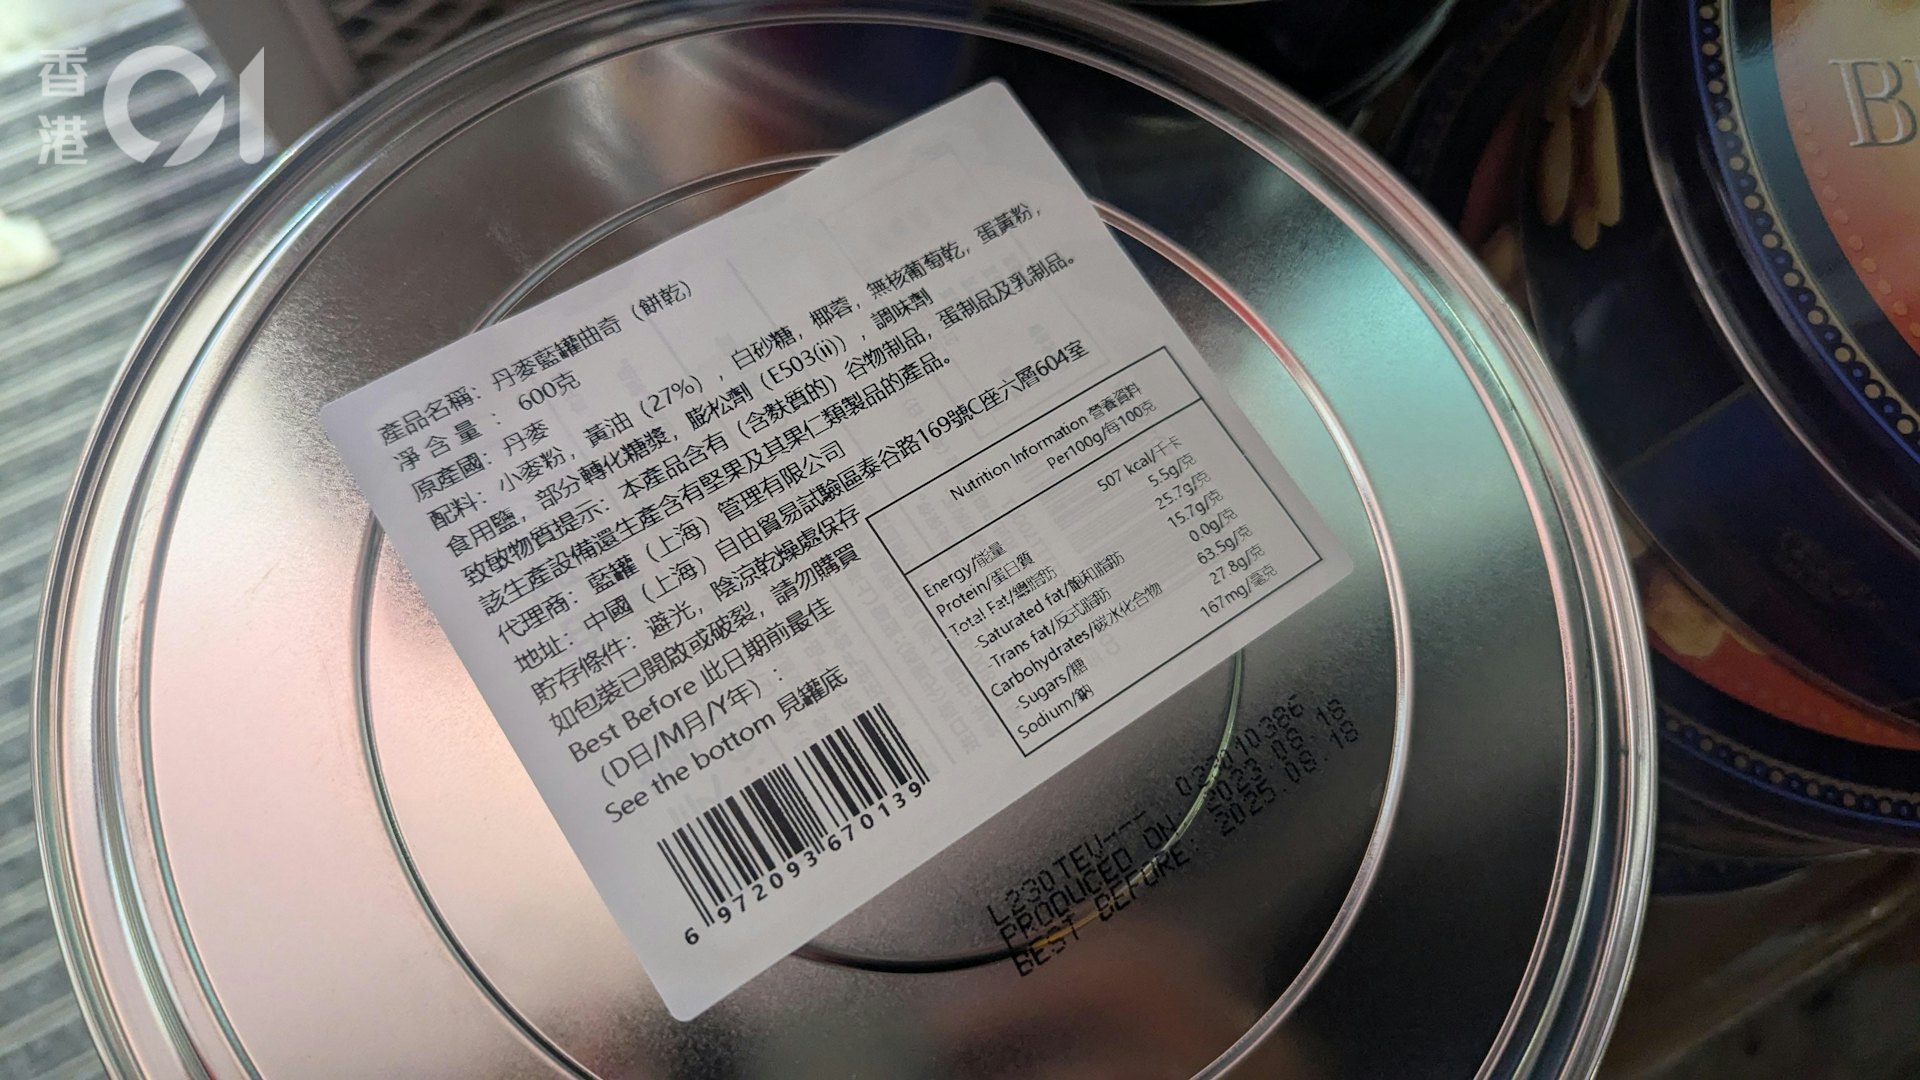 香港01
產品名稱：丹麥藍罐曲奇（餅乾）
淨含量：600克
原產國：丹麥
配料：小麥粉，黃油（27%），白砂糖，椰蓉，無核葡萄乾，蛋黃粉，
食用鹽，部分轉化糖漿，膨松劑（E503(ii)），調味劑
致敏物質提示：本產品含有（含麩質的）谷物制品，蛋制品及乳制品。
該生產設備還生產含有堅果及其果仁類製品的產品。
代理商：藍罐（上海）管理有限公司
地址：中國（上海）自由貿易試驗區泰谷路169號C座六層604室
貯存條件：避光，陰涼乾燥處保存
如包裝已開啟或破裂，請勿購買
Best Before 此日期前最佳
(D日/M月/Y年)：
See the bottom 見罐底
6 972093 670139
Nutrition Information 營養資料
Per100g/每100克
Energy/能量 507 kcal/千卡
Protein/蛋白質 5.5g/克
Total Fat/總脂肪 25.7g/克
-Saturated fat/飽和脂肪 15.7g/克
-Trans fat/反式脂肪 0.0g/克
Carbohydrates/碳水化合物 63.5g/克
-Sugars/糖 27.8g/克
Sodium/鈉 167mg/毫克
PRODUCED ON: 2023.08.18
BEST BEFORE: 2025.08.18